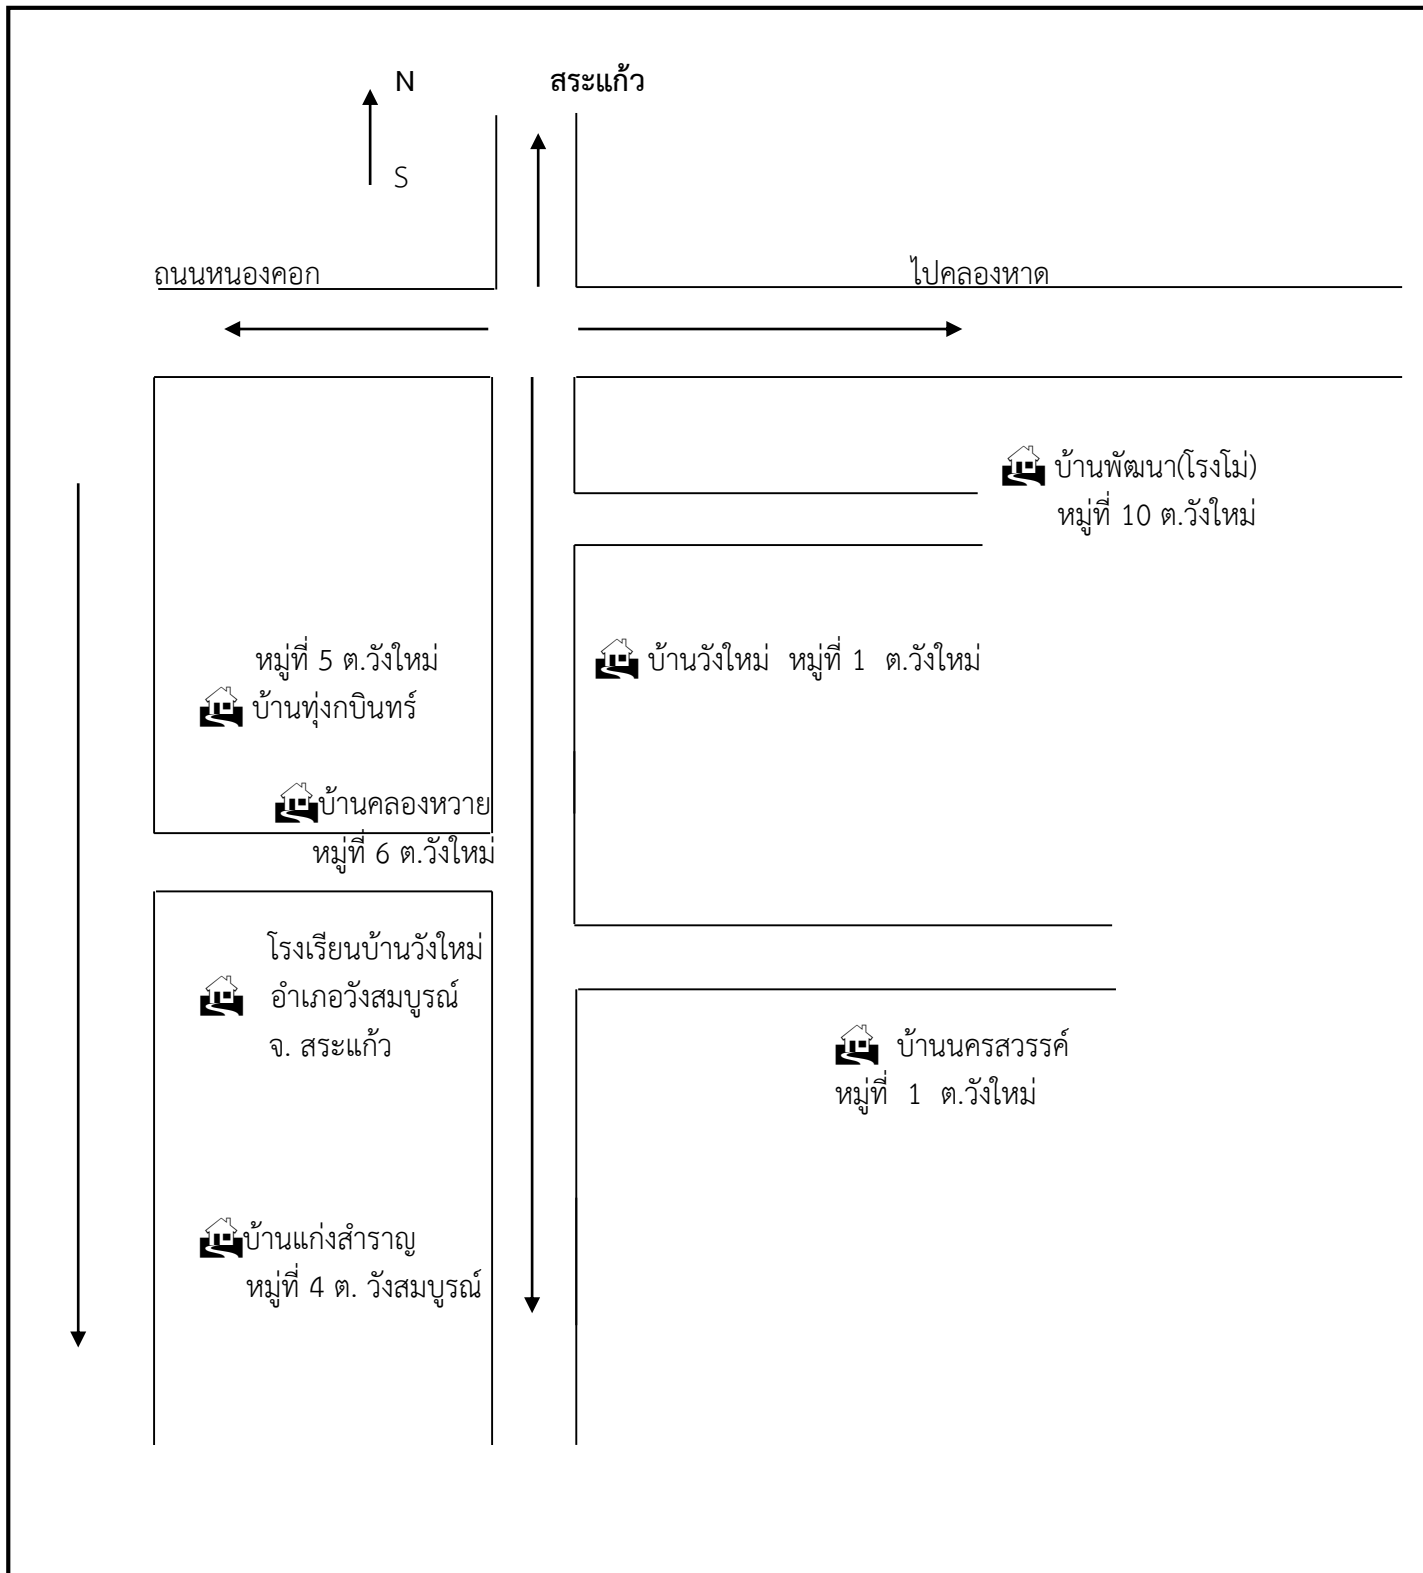 N
สระแก้ว
S
ถนนหนองคอก
ไปคลองหาด
บ้านพัฒนา(โรงโม่)
หมู่ที่ 10 ต.วังใหม่
หมู่ที่ 5 ต.วังใหม่
บ้านทุ่งกบินทร์
บ้านวังใหม่ หมู่ที่ 1 ต.วังใหม่
บ้านคลองหวาย
หมู่ที่ 6 ต.วังใหม่
โรงเรียนบ้านวังใหม่
อำเภอวังสมบูรณ์
จ. สระแก้ว
บ้านนครสวรรค์
หมู่ที่ 1 ต.วังใหม่
บ้านแก่งสำราญ
หมู่ที่ 4 ต. วังสมบูรณ์